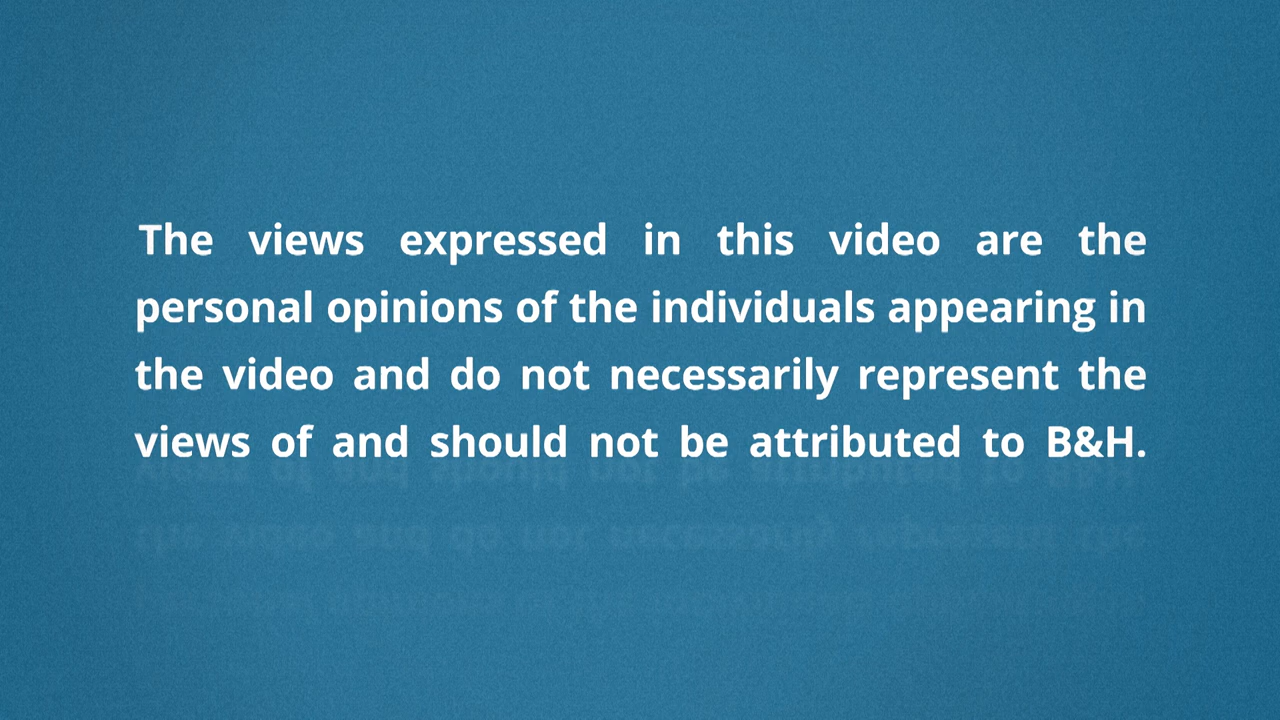 The views expressed in this video are the
personal opinions of the individuals appearing in
the video and do not necessarily represent the
views of and should not be attributed to B&H.